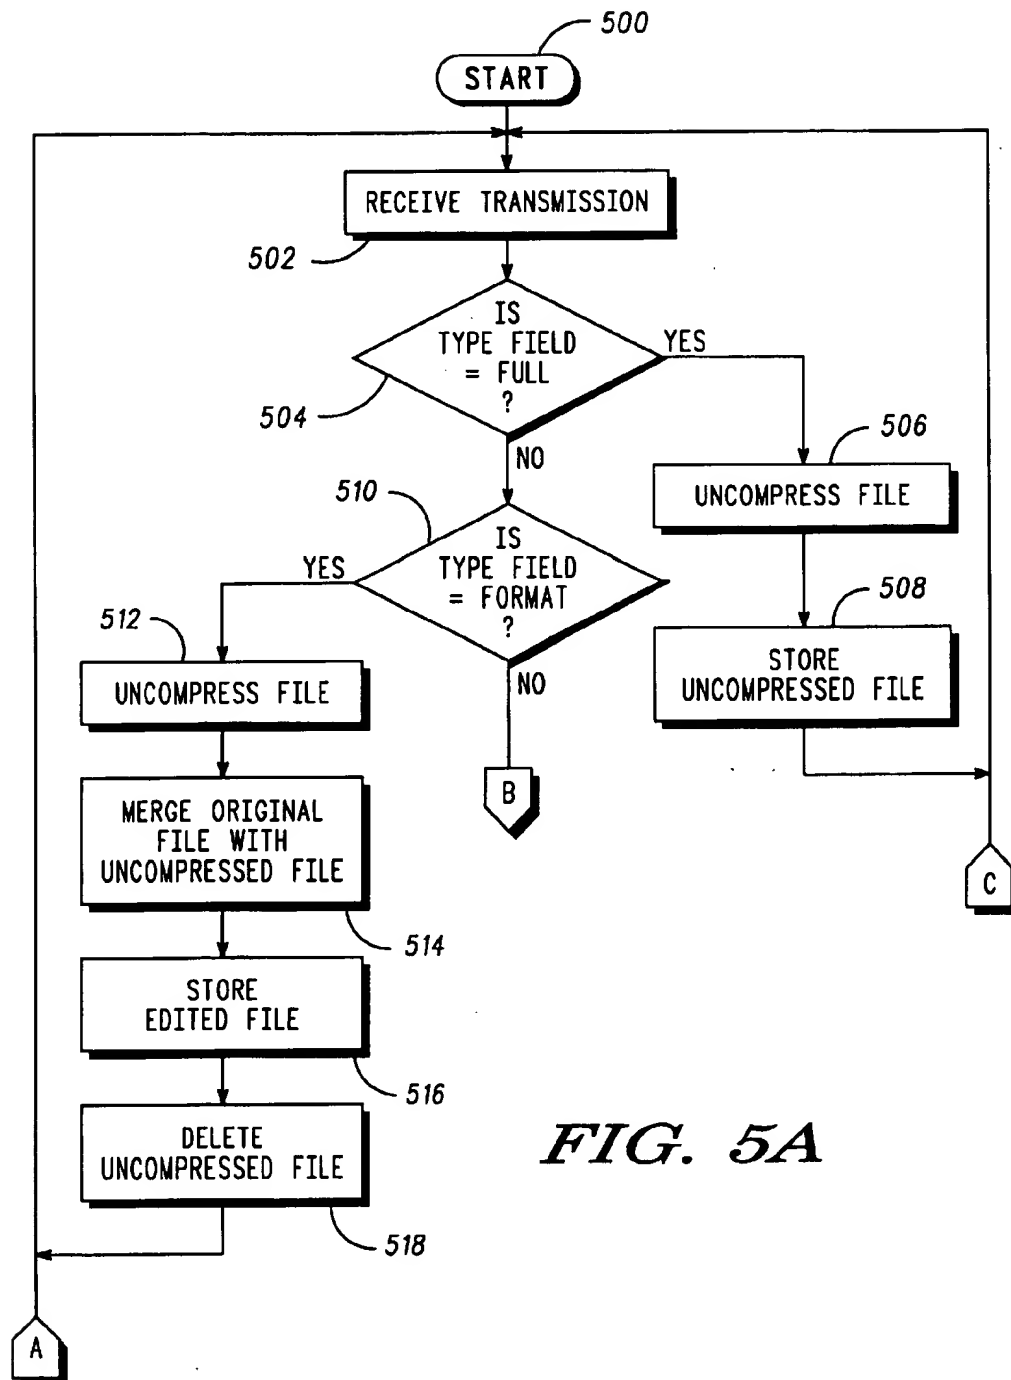 500
START
RECEIVE TRANSMISSION
502
IS
TYPE FIELD
= FULL
?
YES
504
NO
506
UNCOMPRESS FILE
510
IS
TYPE FIELD
= FORMAT
?
YES
NO
508
STORE
UNCOMPRESSED FILE
512
UNCOMPRESS FILE
B
MERGE ORIGINAL
FILE WITH
UNCOMPRESSED FILE
514
C
STORE
EDITED FILE
516
DELETE
UNCOMPRESSED FILE
518
FIG. 5A
A